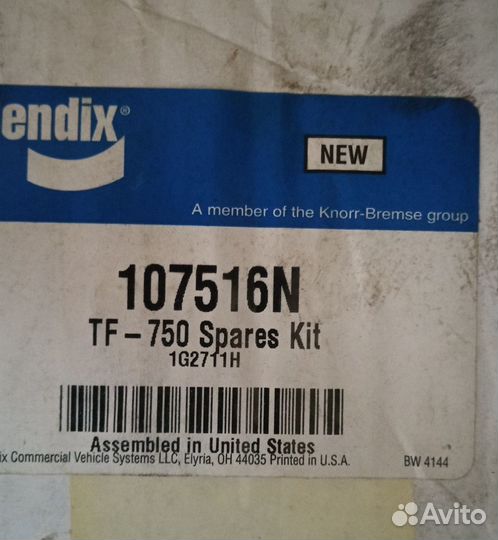 endix®
NEW
A member of the Knorr-Bremse group
107516N
TF-750 Spares Kit
1G2711H
Assembled in United States
ix Commercial Vehicle Systems LLC, Elyria, OH 44035 Printed in U.S.A.
BW 4144
Avito